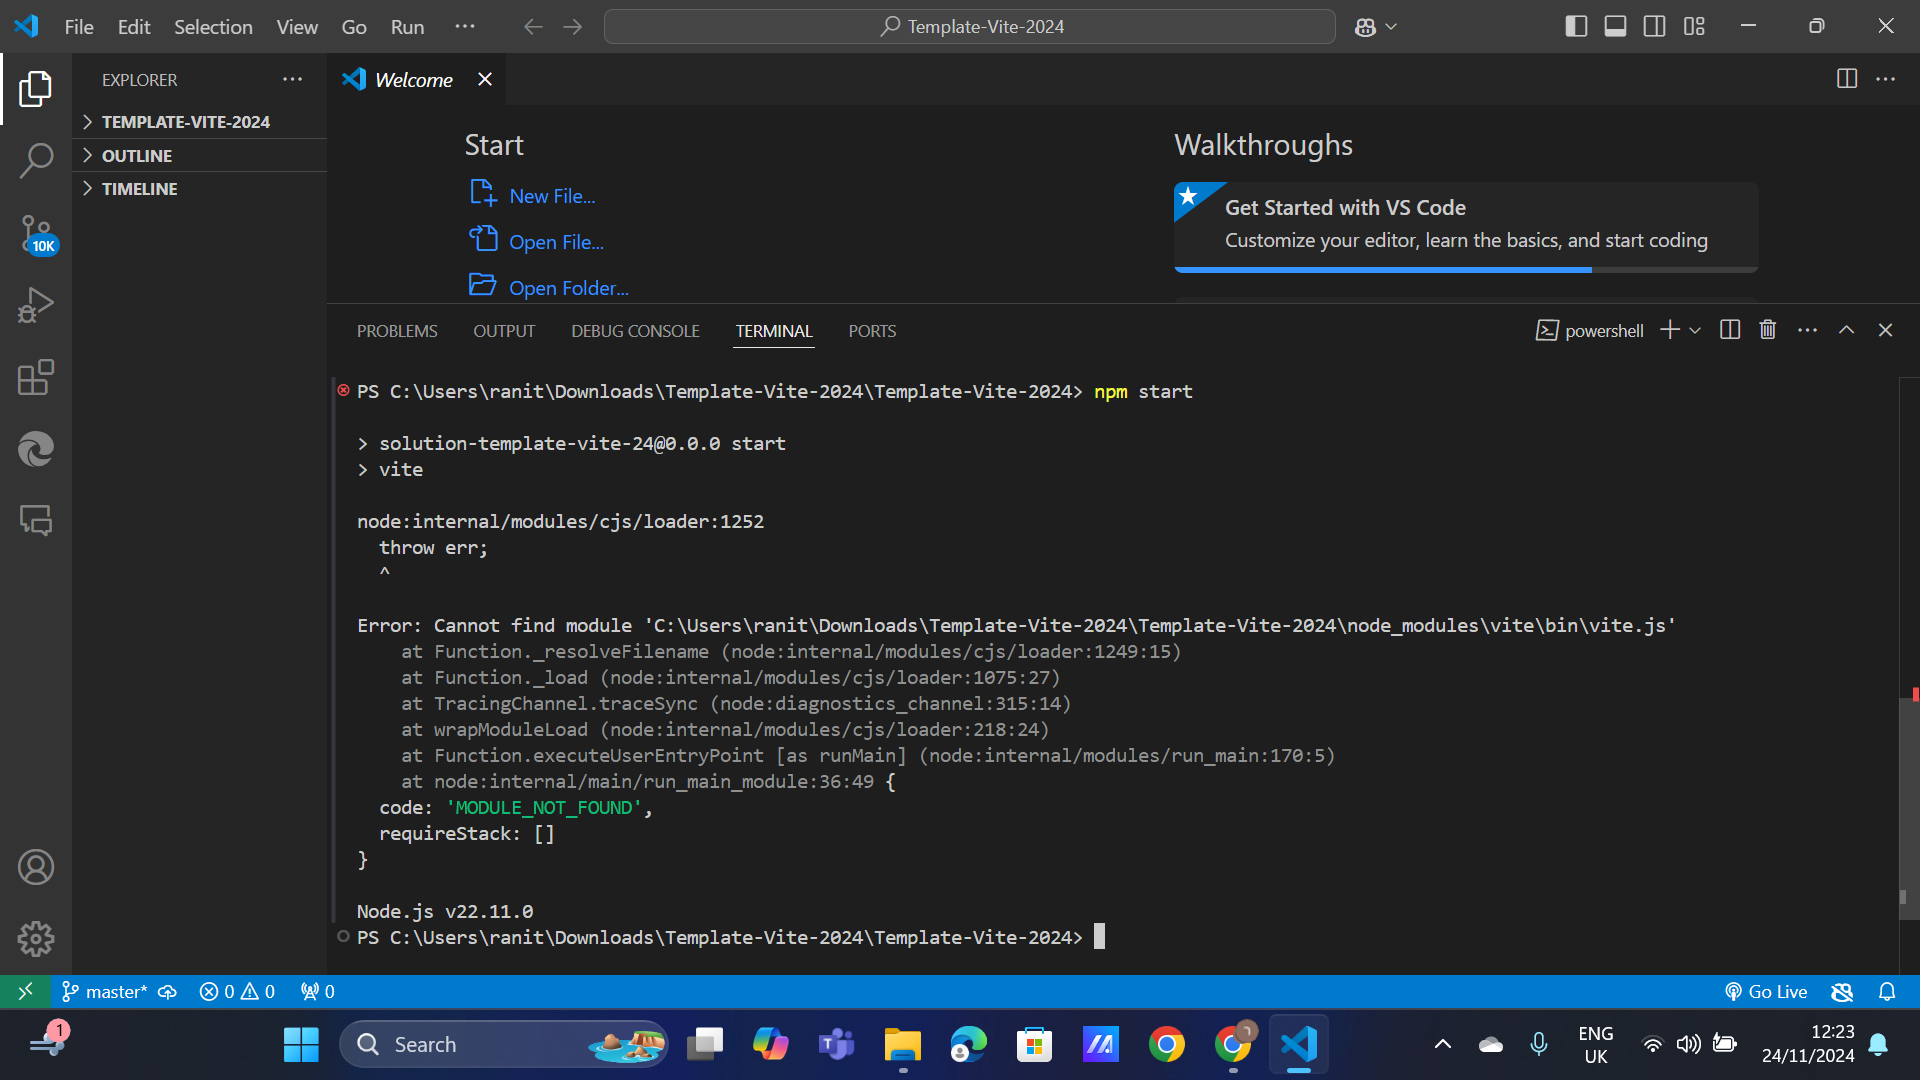 File Edit Selection View Go Run ···
Template-Vite-2024
EXPLORER
TEMPLATE-VITE-2024
OUTLINE
TIMELINE
10K
Welcome
Start
New File...
Open File...
Open Folder...
Walkthroughs
Get Started with VS Code
Customize your editor, learn the basics, and start coding
PROBLEMS OUTPUT DEBUG CONSOLE TERMINAL PORTS
powershell
PS C:\Users\ranit\Downloads\Template-Vite-2024\Template-Vite-2024> npm start
> solution-template-vite-24@0.0.0 start
> vite
node:internal/modules/cjs/loader:1252
  throw err;
  ^
Error: Cannot find module 'C:\Users\ranit\Downloads\Template-Vite-2024\Template-Vite-2024\node_modules\vite\bin\vite.js'
    at Function._resolveFilename (node:internal/modules/cjs/loader:1249:15)
    at Function._load (node:internal/modules/cjs/loader:1075:27)
    at TracingChannel.traceSync (node:diagnostics_channel:315:14)
    at wrapModuleLoad (node:internal/modules/cjs/loader:218:24)
    at Function.executeUserEntryPoint [as runMain] (node:internal/modules/run_main:170:5)
    at node:internal/main/run_main_module:36:49 {
  code: 'MODULE_NOT_FOUND',
  requireStack: []
}
Node.js v22.11.0
PS C:\Users\ranit\Downloads\Template-Vite-2024\Template-Vite-2024>
master* 0 0 0
Go Live
1
Search
ENG
UK
12:23
24/11/2024